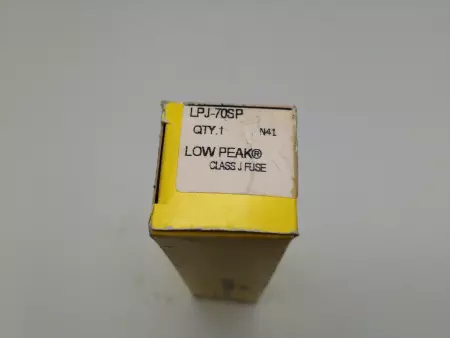 LPJ-70SP
QTY.1 N41
LOW PEAK®
CLASS J FUSE